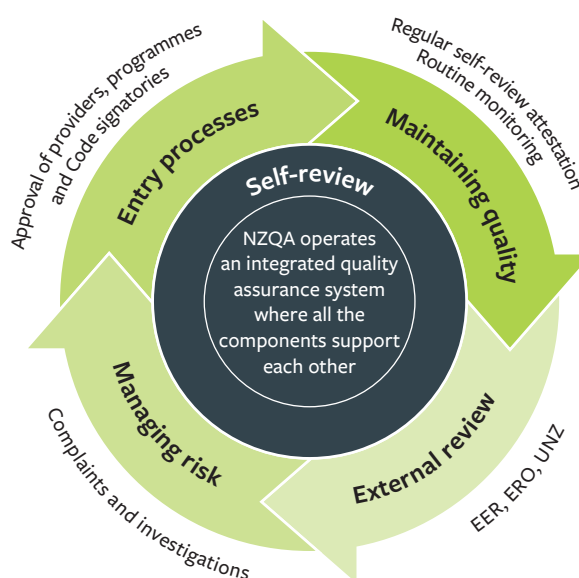 Approval of providers, programmes
and Code signatories
Entry processes
Regular self-review attestation
Routine monitoring
Maintaining quality
Self-review
NZQA operates
an integrated quality
assurance system
where all the
components support
each other
External review
EER, ERO, UNZ
Managing risk
Complaints and investigations